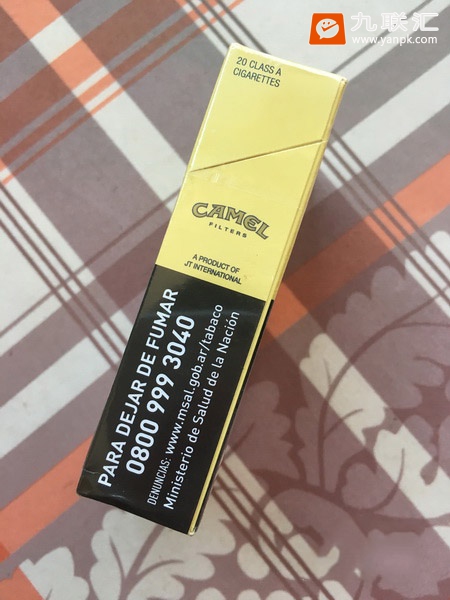 九联汇
www.yanpk.com
20 CLASS A
CIGARETTES
CAMEL
FILTERS
A PRODUCT OF
JT INTERNATIONAL
PARA DEJAR DE FUMAR
0800 999 3040
DENUNCIAS: www.msal.gob.ar/tabaco
Ministerio de Salud de la Nación